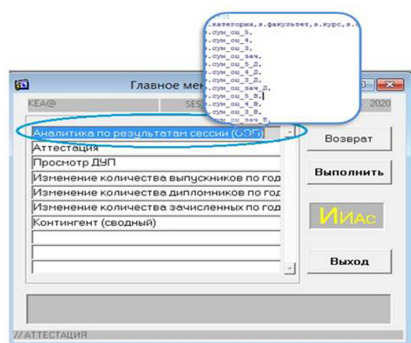 s.категория,s.факультет,s.курс,s.
.сум_оц_5,
.сум_оц_4,
.сум_оц_3,
.сум_оц_зач,
.сум_оц_5_Д,
.сум_оц_4_Д,
.сум_оц_3_Д,
.сум_оц_зач_Д,
.сум_оц_5_В,
.сум_оц_4_В,
.сум_оц_3_В,
.сум_оц_зач_В,
Главное ме
KEA@
SES
2020
Аналитика по результатам сессии (ООП)
Аттестация
Просмотр ДУП
Изменение количества выпускников по год
Изменение количества дипломников по год
Изменение количества зачисленных по год
Контингент (сводный)
Возврат
Выполнить
ИИАС
Выход
//АТТЕСТАЦИЯ